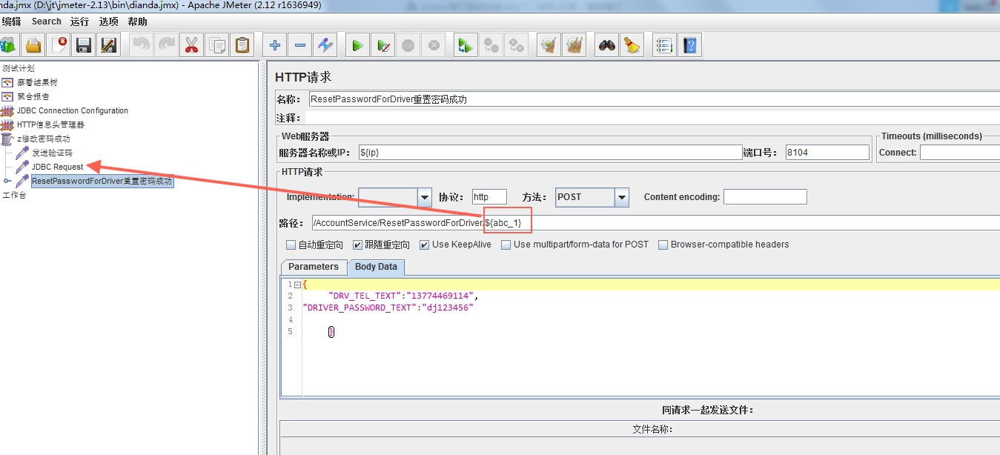 nda.jmx (D:\jt\jmeter-2.13\bin\dianda.jmx) - Apache JMeter (2.12 r1636949)
编辑 Search 运行 选项 帮助
测试计划
察看结果树
聚合报告
JDBC Connection Configuration
HTTP信息头管理器
z修改密码成功
发送验证码
JDBC Request
ResetPasswordForDriver重置密码成功
工作台
HTTP请求
名称: ResetPasswordForDriver重置密码成功
注释:
Web服务器
服务器名称或IP: ${ip} 端口号: 8104
Timeouts (milliseconds)
Connect:
HTTP请求
Implementation: 协议: http 方法: POST Content encoding:
路径: /AccountService/ResetPasswordForDriver/${abc_1}
自动重定向 跟随重定向 Use KeepAlive Use multipart/form-data for POST Browser-compatible headers
Parameters Body Data
1 {
2 "DRV_TEL_TEXT":"13774469114",
3 "DRIVER_PASSWORD_TEXT":"dj123456"
4
5 }
同请求一起发送文件:
文件名称: